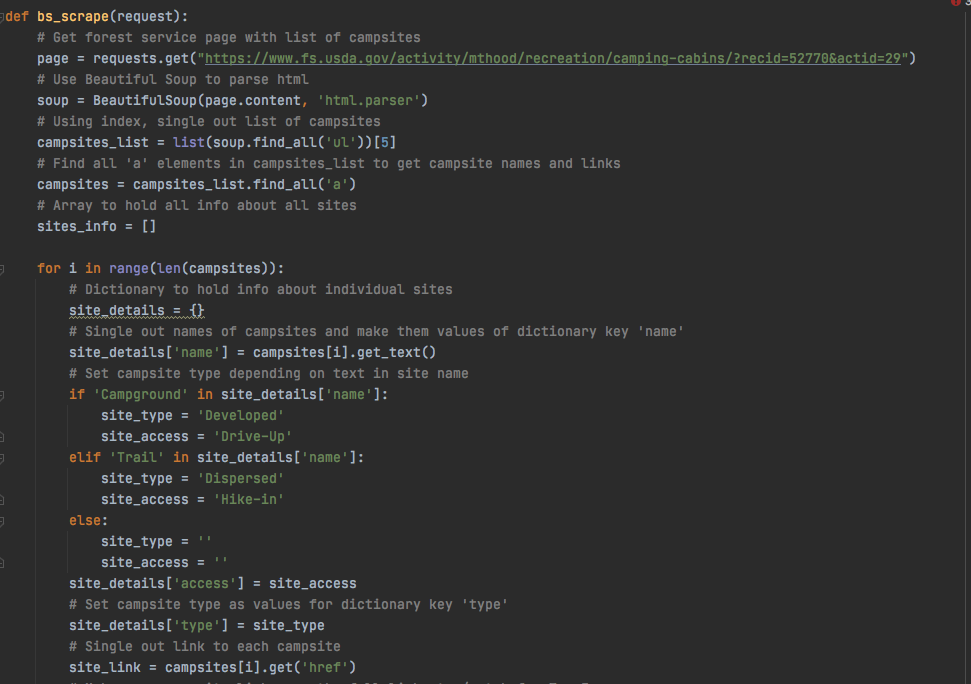 def bs_scrape(request):
# Get forest service page with list of campsites
page = requests.get("https://www.fs.usda.gov/activity/mthood/recreation/camping-cabins/?recid=52770&actid=29")
# Use Beautiful Soup to parse html
soup = BeautifulSoup(page.content, 'html.parser')
# Using index, single out list of campsites
campsites_list = list(soup.find_all('ul'))[5]
# Find all 'a' elements in campsites_list to get campsite names and links
campsites = campsites_list.find_all('a')
# Array to hold all info about all sites
sites_info = []
for i in range(len(campsites)):
# Dictionary to hold info about individual sites
site_details = {}
# Single out names of campsites and make them values of dictionary key 'name'
site_details['name'] = campsites[i].get_text()
# Set campsite type depending on text in site name
if 'Campground' in site_details['name']:
site_type = 'Developed'
site_access = 'Drive-Up'
elif 'Trail' in site_details['name']:
site_type = 'Dispersed'
site_access = 'Hike-in'
else:
site_type = ''
site_access = ''
site_details['access'] = site_access
# Set campsite type as values for dictionary key 'type'
site_details['type'] = site_type
# Single out link to each campsite
site_link = campsites[i].get('href')